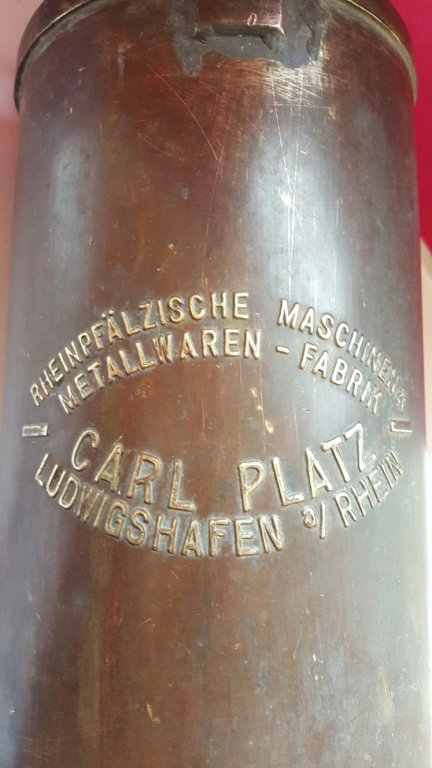 RHEINPFÄLZISCHE MASCHINEN &
METALLWAREN - FABRIK
CARL PLATZ
LUDWIGSHAFEN a/RHEIN